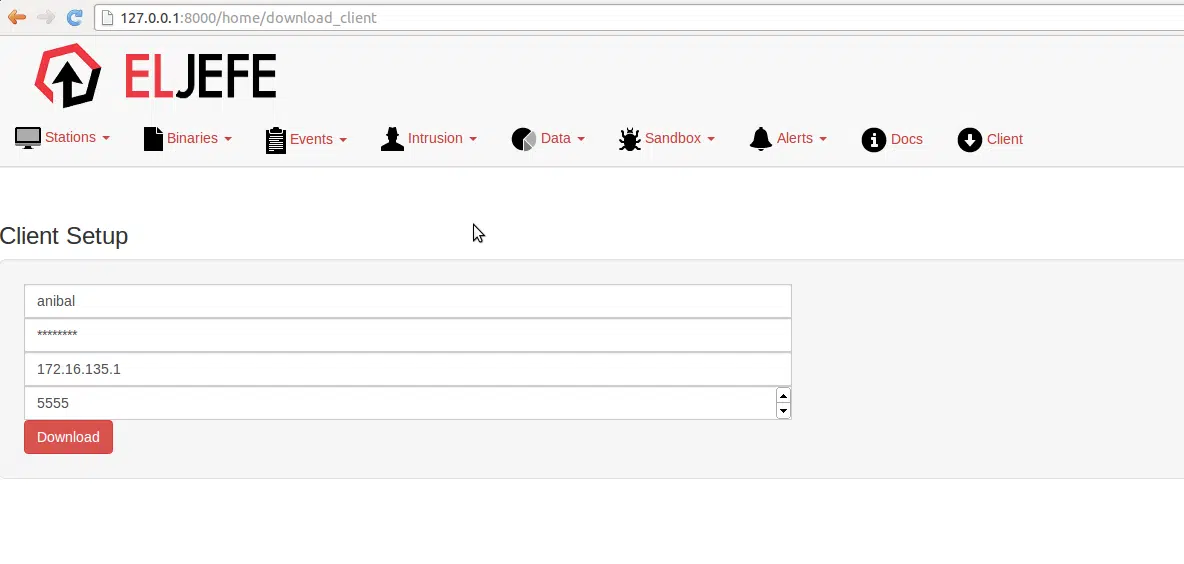 127.0.0.1:8000/home/download_client
ELJEFE
Stations Binaries Events Intrusion Data Sandbox Alerts Docs Client
Client Setup
anibal
********
172.16.135.1
5555
Download